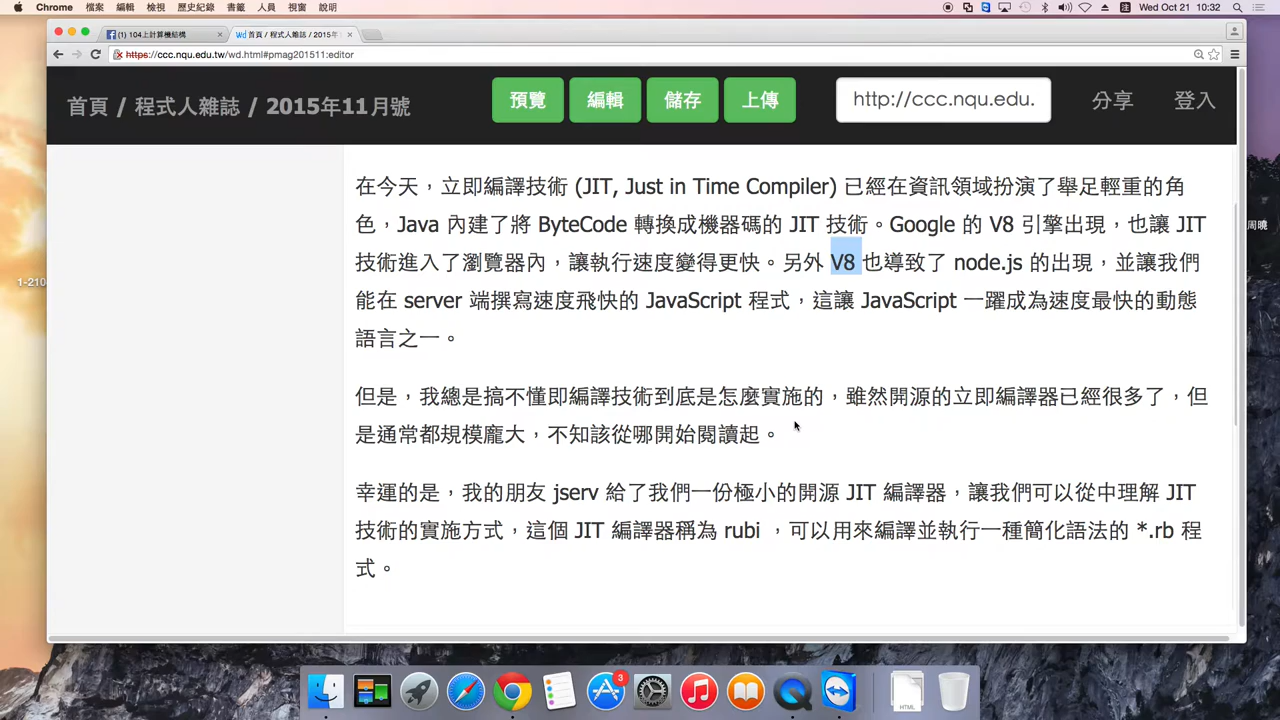 Chrome 檔案 編輯 檢視 歷史紀錄 書籤 人員 視窗 說明 Wed Oct 21 10:32
(1) 104上計算機結構 Wd 首頁 / 程式人雜誌 / 2015年1
https://ccc.nqu.edu.tw/wd.html#pmag201511:editor
首頁 / 程式人雜誌 / 2015年11月號 預覽 編輯 儲存 上傳 http://ccc.nqu.edu. 分享 登入
在今天，立即編譯技術 (JIT, Just in Time Compiler) 已經在資訊領域扮演了舉足輕重的角
色，Java 內建了將 ByteCode 轉換成機器碼的 JIT 技術。Google 的 V8 引擎出現，也讓 JIT
技術進入了瀏覽器內，讓執行速度變得更快。另外 V8 也導致了 node.js 的出現，並讓我們
能在 server 端撰寫速度飛快的 JavaScript 程式，這讓 JavaScript 一躍成為速度最快的動態
語言之一。
但是，我總是搞不懂即編譯技術到底是怎麼實施的，雖然開源的立即編譯器已經很多了，但
是通常都規模龐大，不知該從哪開始閱讀起。
幸運的是，我的朋友 jserv 給了我們一份極小的開源 JIT 編譯器，讓我們可以從中理解 JIT
技術的實施方式，這個 JIT 編譯器稱為 rubi ，可以用來編譯並執行一種簡化語法的 *.rb 程
式。
周曉
1-210
3
HTML